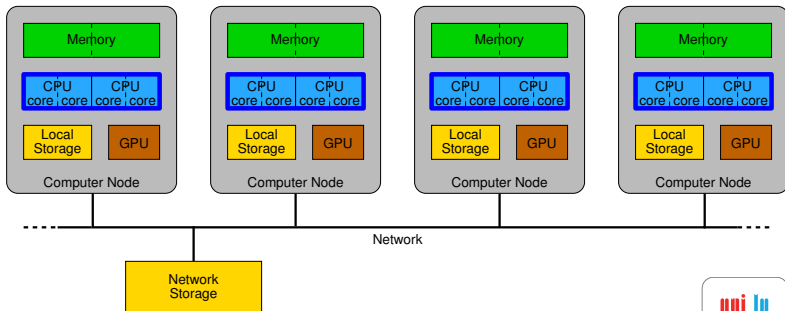 Memory
Memory
Memory
Memory
CPU CPU
core core core core
CPU CPU
core core core core
CPU CPU
core core core core
CPU CPU
core core core core
Local
Storage
GPU
Local
Storage
GPU
Local
Storage
GPU
Local
Storage
GPU
Computer Node
Computer Node
Computer Node
Computer Node
Network
Network
Storage
uni lu